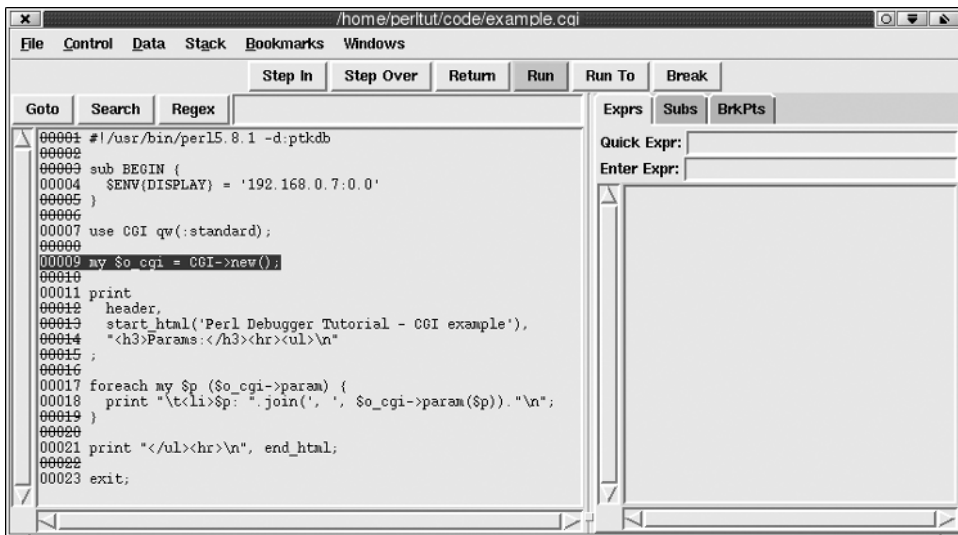 /home/perltut/code/example.cgi
File Control Data Stack Bookmarks Windows
Step In Step Over Return Run Run To Break
Goto Search Regex
Exprs Subs BrkPts
Quick Expr:
Enter Expr:
00001 #!/usr/bin/perl5.8.1 -d:ptkdb
00002
00003 sub BEGIN {
00004   $ENV{DISPLAY} = '192.168.0.7:0.0'
00005 }
00006
00007 use CGI qw(:standard);
00008
00009 my $o_cgi = CGI->new();
00010
00011 print
00012   header,
00013   start_html('Perl Debugger Tutorial - CGI example'),
00014   "<h3>Params:</h3><hr><ul>\n"
00015 ;
00016
00017 foreach my $p ($o_cgi->param) {
00018   print "\t<li>$p: ".join(', ', $o_cgi->param($p))."\n";
00019 }
00020
00021 print "</ul><hr>\n", end_html;
00022
00023 exit;